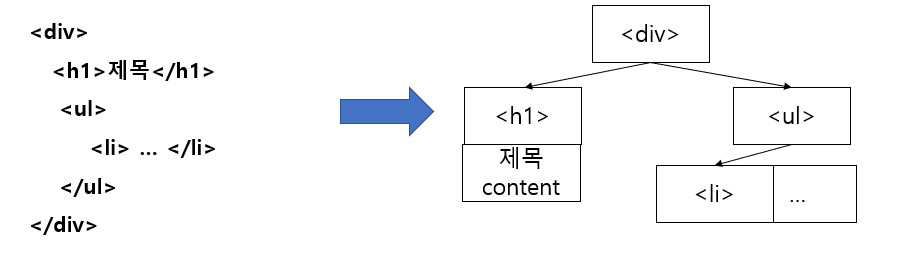 <div>
<h1>제목</h1>
<ul>
<li> ... </li>
</ul>
</div>
<div>
<h1>
<ul>
제목
content
<li>
...